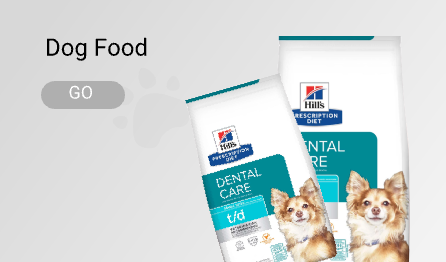 Dog Food
GO
Hill's
PRESCRIPTION
DIET
DENTAL
CARE
t/d
Hill's
PRESCRIPTION
DIET
DENTAL
CARE